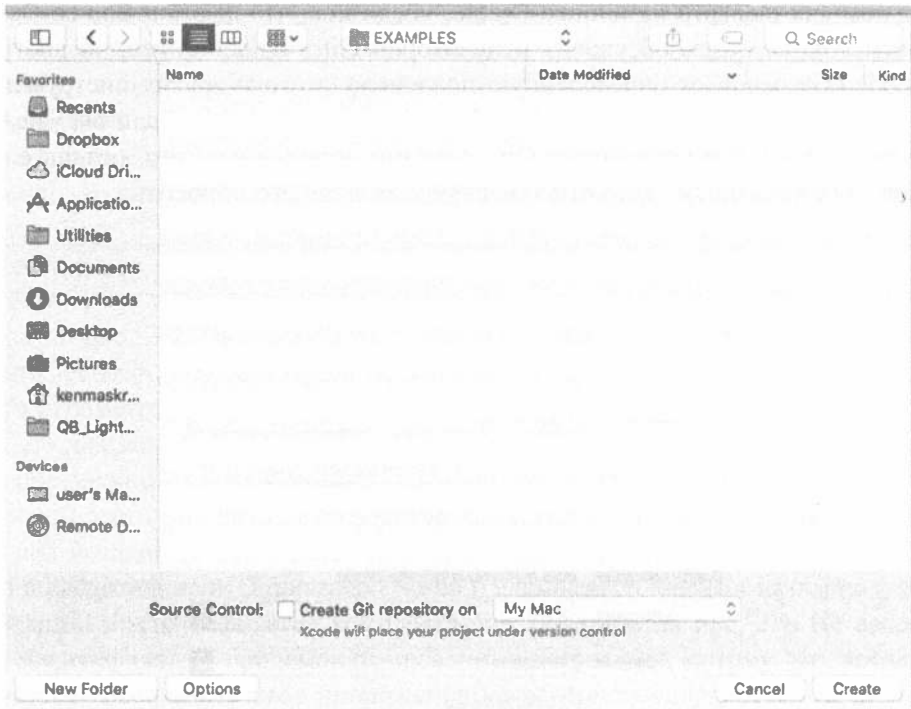 EXAMPLES
Search
Favorites
Name Date Modified Size Kind
Recents
Dropbox
iCloud Dri...
Applicatio...
Utilities
Documents
Downloads
Desktop
Pictures
kenmaskr...
QB_Light...
Devices
user's Ma...
Remote D...
Source Control: Create Git repository on My Mac
Xcode will place your project under version control
New Folder Options Cancel Create